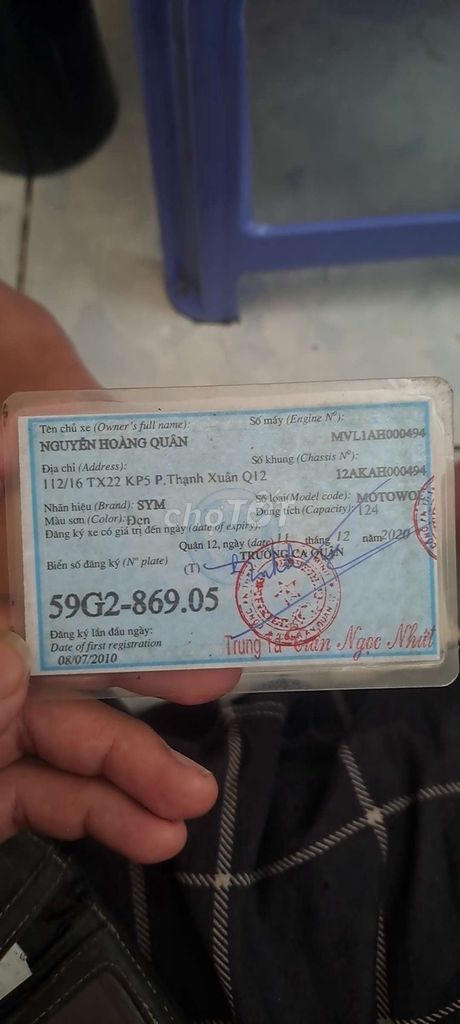 Tên chủ xe (Owner's full name):
Số máy (Engine N°):
NGUYỄN HOÀNG QUÂN
MVL1AH000494
Địa chỉ (Address):
Số khung (Chassis N°):
112/16 TX22 KP5 P.Thạnh Xuân Q12
12AKAH000494
Nhãn hiệu (Brand): SYM
Số loại(Model code): MOTOWOL
Màu sơn (Color): Đen
Dung tích (Capacity): 124
Đăng ký xe có giá trị đến ngày (date of expiry):
Quận 12, ngày (date) 11 tháng 12 năm 2020
Biển số đăng ký (N° plate)
(T) TRƯỞNG CA QUẬN
59G2-869.05
Đăng ký lần đầu ngày:
Date of first registration
08/07/2010
Trung Tá Ngọc Nhứt
choTOT